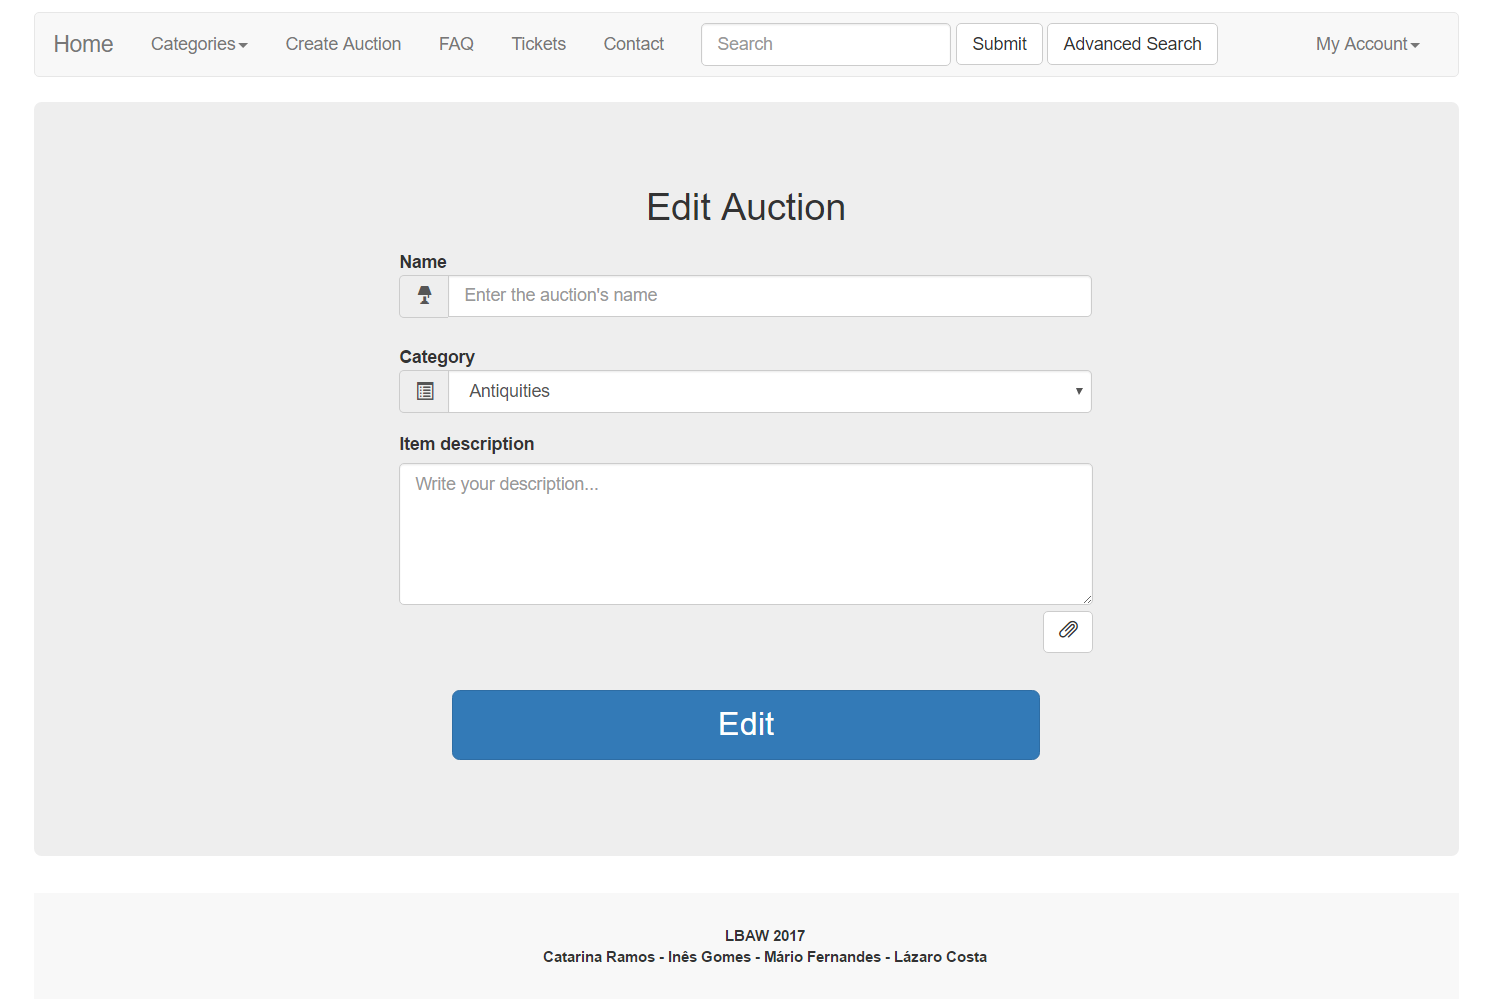 Home Categories Create Auction FAQ Tickets Contact Search Submit Advanced Search My Account
Edit Auction
Name
Enter the auction's name
Category
Antiquities
Item description
Write your description...
Edit
LBAW 2017
Catarina Ramos - Inês Gomes - Mário Fernandes - Lázaro Costa